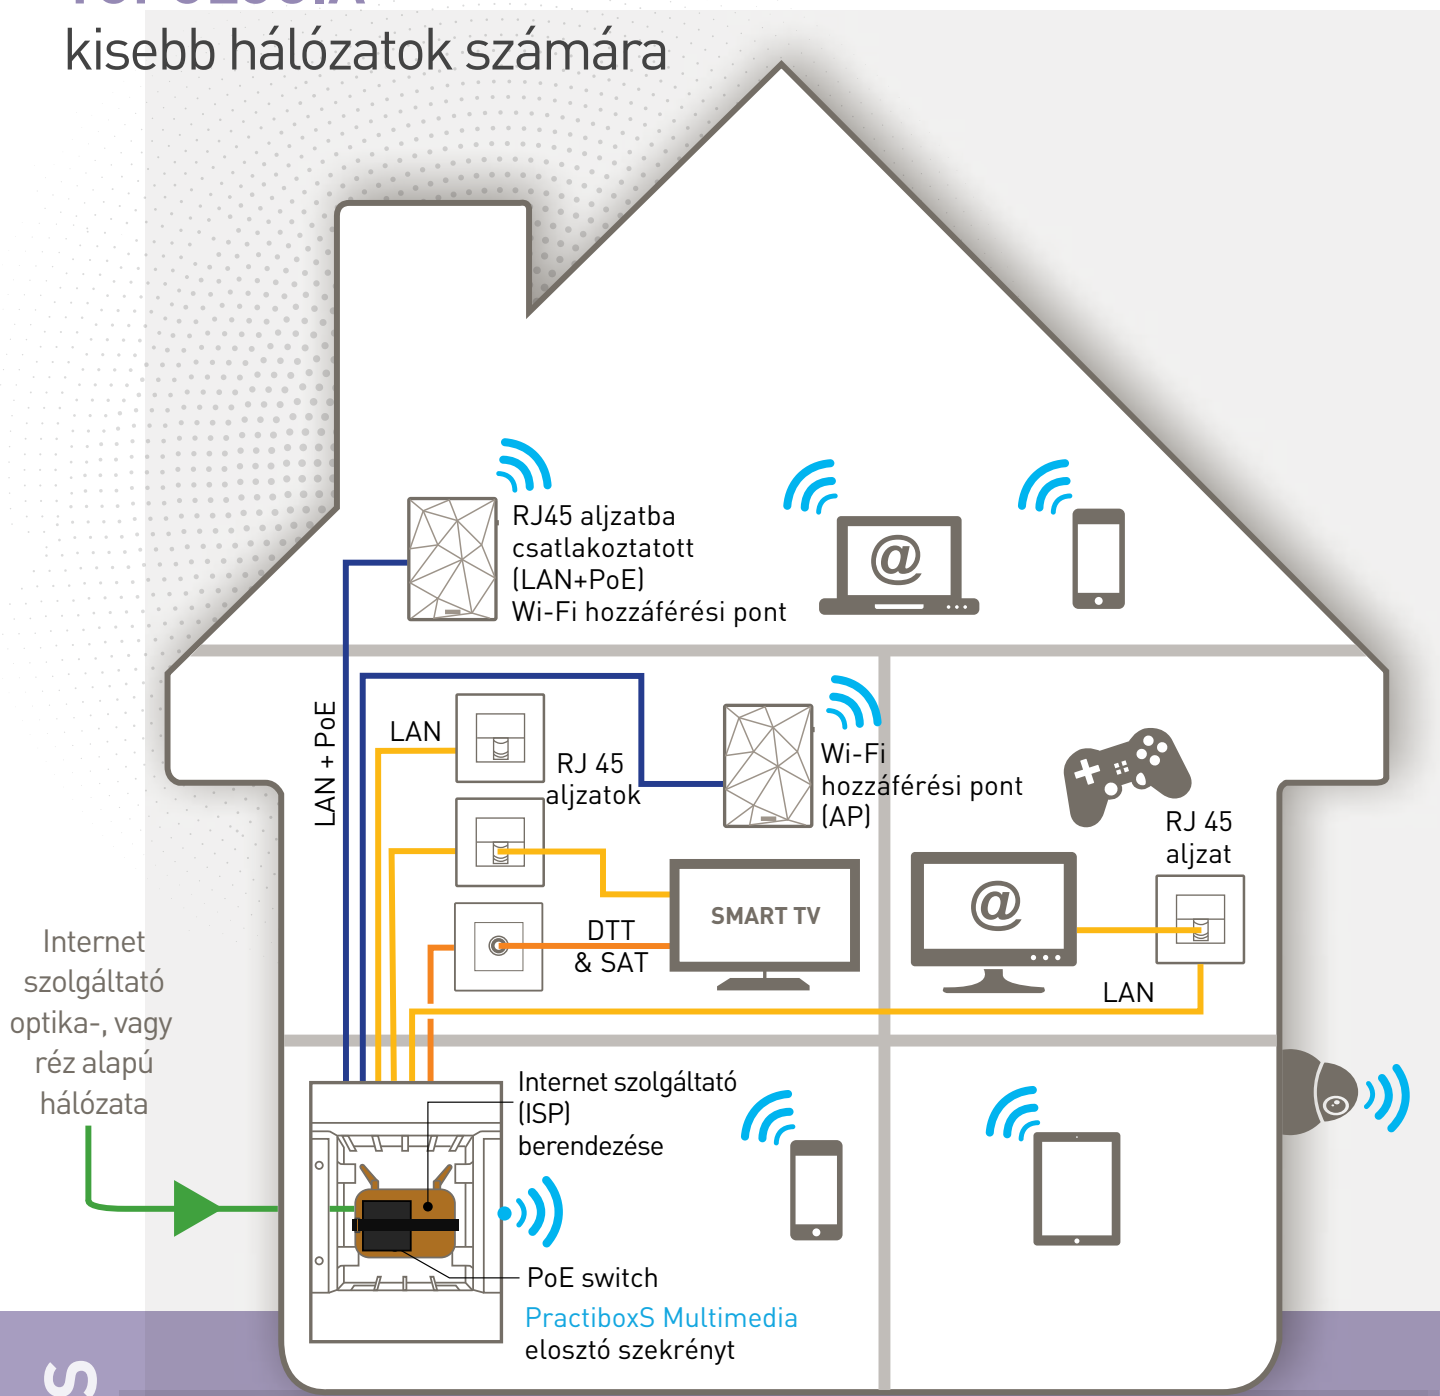 kisebb hálózatok számára
RJ45 aljzatba
csatlakoztatott
(LAN+PoE)
Wi-Fi hozzáférési pont
@
LAN + PoE
LAN
RJ 45
aljzatok
Wi-Fi
hozzáférési pont
(AP)
RJ 45
aljzat
SMART TV
@
DTT
& SAT
LAN
Internet
szolgáltató
optika-, vagy
réz alapú
hálózata
Internet szolgáltató
(ISP)
berendezése
PoE switch
PractiboxS Multimedia
elosztó szekrényt
S